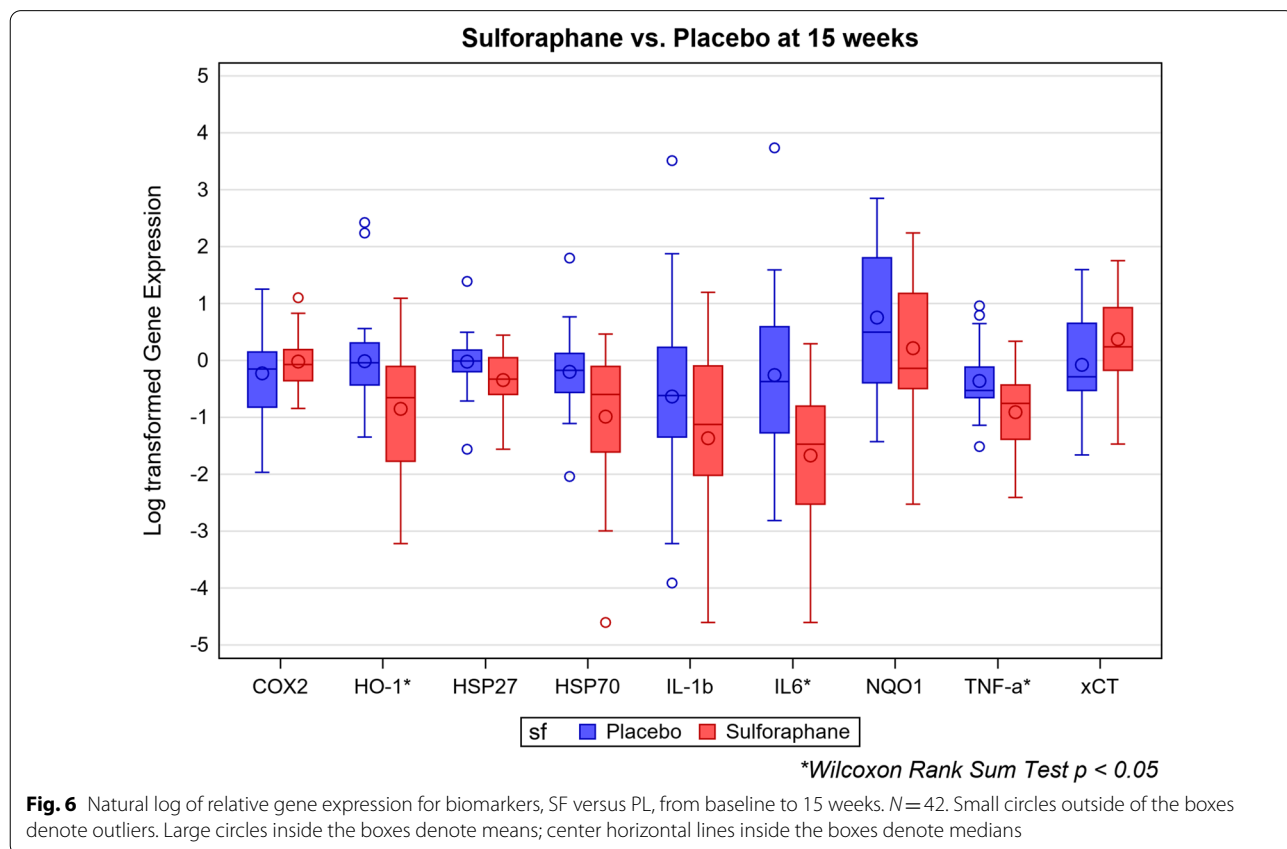 Sulforaphane vs. Placebo at 15 weeks
Log transformed Gene Expression
5
4
3
2
1
0
-1
-2
-3
-4
-5
COX2 HO-1* HSP27 HSP70 IL-1b IL6* NQO1 TNF-a* xCT
sf Placebo Sulforaphane
*Wilcoxon Rank Sum Test p < 0.05
Fig. 6 Natural log of relative gene expression for biomarkers, SF versus PL, from baseline to 15 weeks. N = 42. Small circles outside of the boxes
denote outliers. Large circles inside the boxes denote means; center horizontal lines inside the boxes denote medians